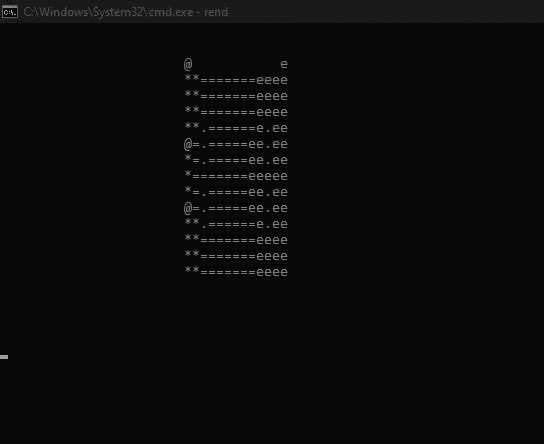 C:\Windows\System32\cmd.exe - rend
@           e
**=======eeee
**=======eeee
**=======eeee
**.======e.ee
@=.=====ee.ee
*=.=====ee.ee
*=======eeeee
*=.=====ee.ee
@=.=====ee.ee
**.======e.ee
**=======eeee
**=======eeee
**=======eeee